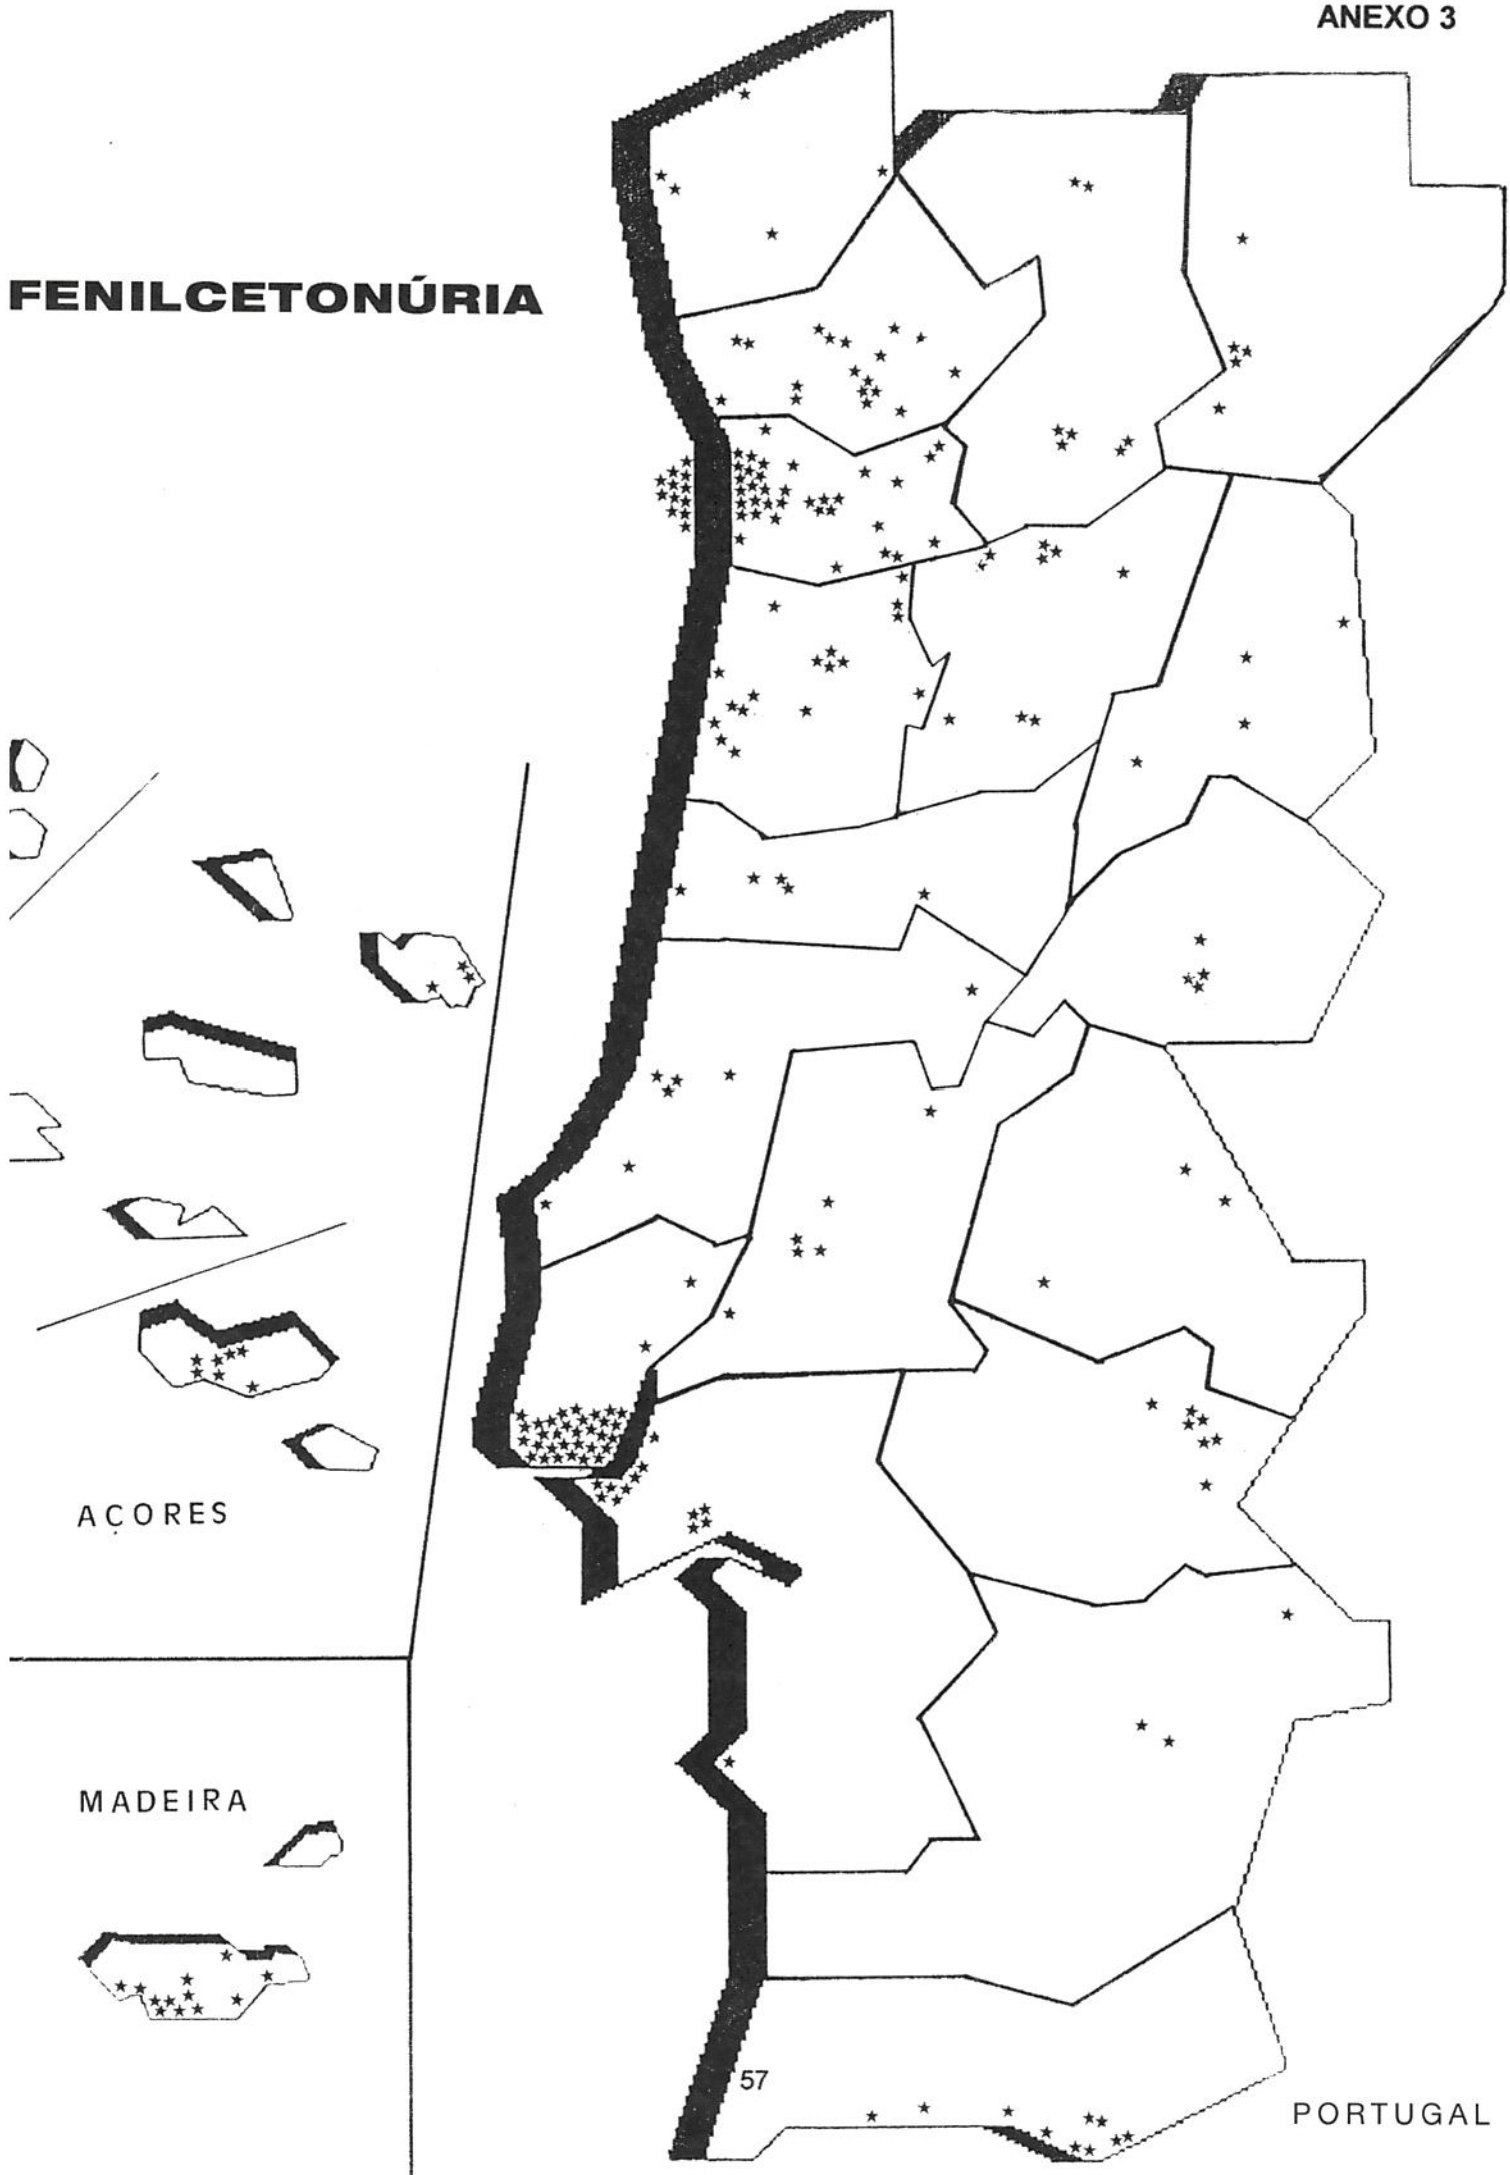 ANEXO 3
FENILCETONÚRIA
AÇORES
MADEIRA
57
PORTUGAL